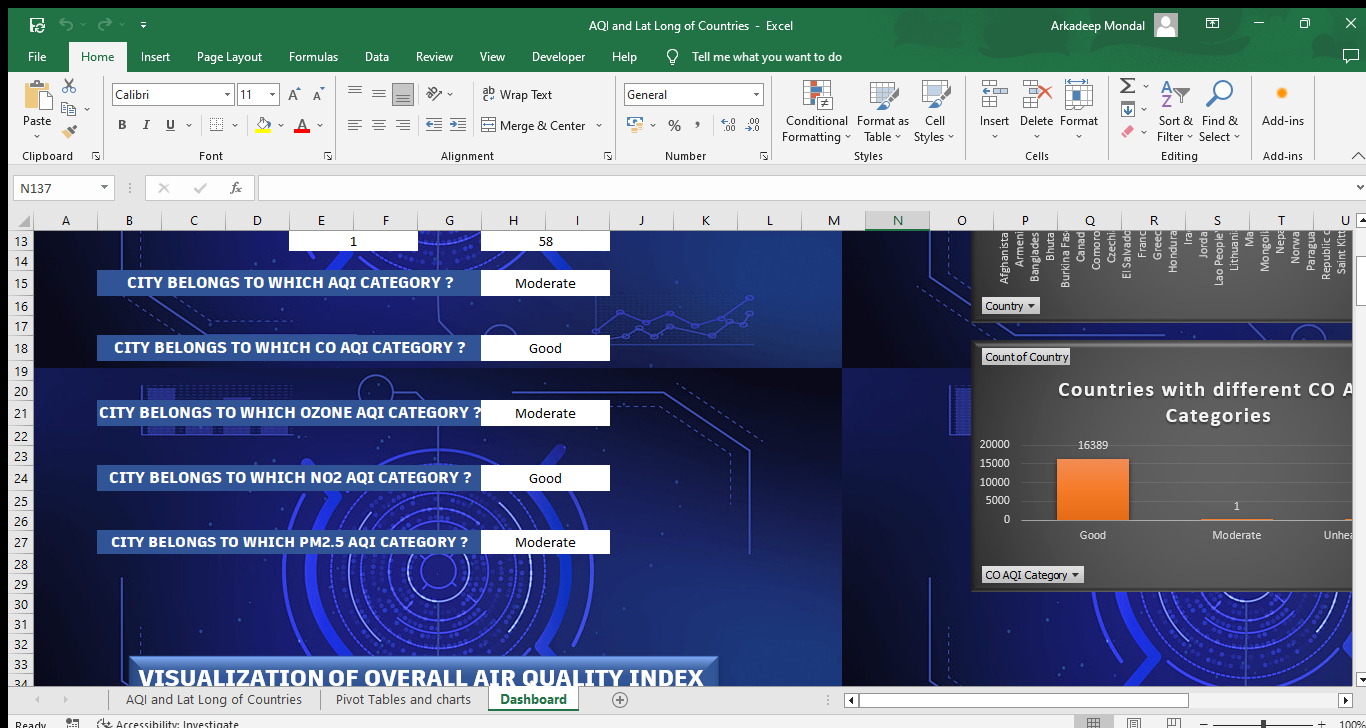 AQI and Lat Long of Countries - Excel
Arkadeep Mondal
File Home Insert Page Layout Formulas Data Review View Developer Help Tell me what you want to do
Paste
Clipboard
Calibri 11
B I U
Font
Wrap Text
Merge & Center
Alignment
General
% ,
Number
Conditional Formatting
Format as Table
Cell Styles
Styles
Insert Delete Format
Cells
Sort & Filter
Find & Select
Editing
Add-ins
Add-ins
N137
fx
A B C D E F G H I J K L M N O P Q R S T U
13
14
15
16
17
18
19
20
21
22
23
24
25
26
27
28
29
30
31
32
33
34
1 58
CITY BELONGS TO WHICH AQI CATEGORY ? Moderate
CITY BELONGS TO WHICH CO AQI CATEGORY ? Good
CITY BELONGS TO WHICH OZONE AQI CATEGORY ? Moderate
CITY BELONGS TO WHICH NO2 AQI CATEGORY ? Good
CITY BELONGS TO WHICH PM2.5 AQI CATEGORY ? Moderate
VISUALIZATION OF OVERALL AIR QUALITY INDEX
Afghanista
Armeni
Banglades
Bhuta
Burkina Fas
Canad
Comoro
Czechi
El Salvado
Franc
Greec
Hondura
Ira
Jorda
Lao People'
Lithuani
Ma
Mongoli
Nepa
Norwa
Paragua
Republic
Saint Kitt
Country
Count of Country
Countries with different CO A
Categories
20000
15000
10000
5000
0
16389
1
Good Moderate Unhea
CO AQI Category
AQI and Lat Long of Countries Pivot Tables and charts Dashboard
Ready Accessibility: Investigate 100%